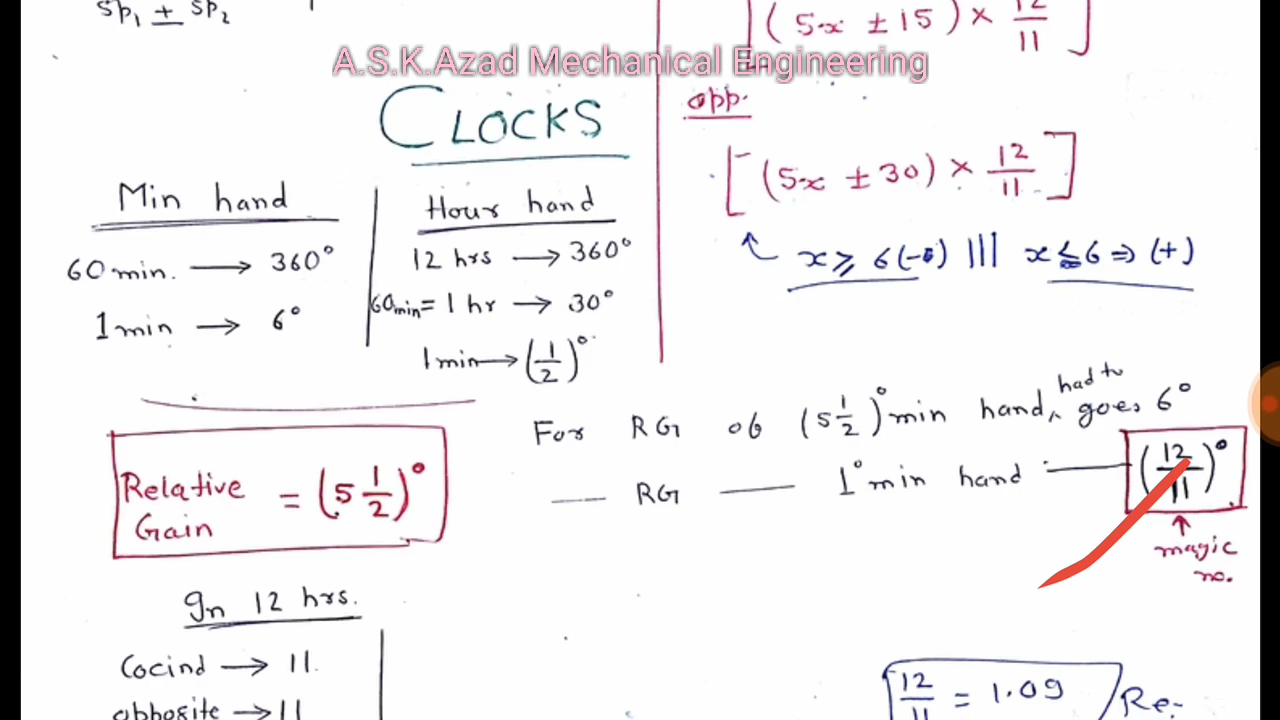 SP₁ ± SP₂
[(5x ± 15) × 12/11]
A.S.K.Azad Mechanical Engineering
CLOCKS
Min hand
60 min. → 360°
1 min → 6°
Hour hand
12 hrs → 360°
60min = 1 hr → 30°
1 min → (1/2)°
opp.
[(5x ± 30) × 12/11]
x ≥ 6 (-) ||| x ≤ 6 ⇒ (+)
Relative Gain = (5 1/2)°
For RG of (5 1/2)° min hand had to goes 6°
—— RG —— 1° min hand —— (12/11)°
magic
no.
In 12 hrs.
Cocind → 11.
opposite → 11
12/11 = 1.09 / Re-